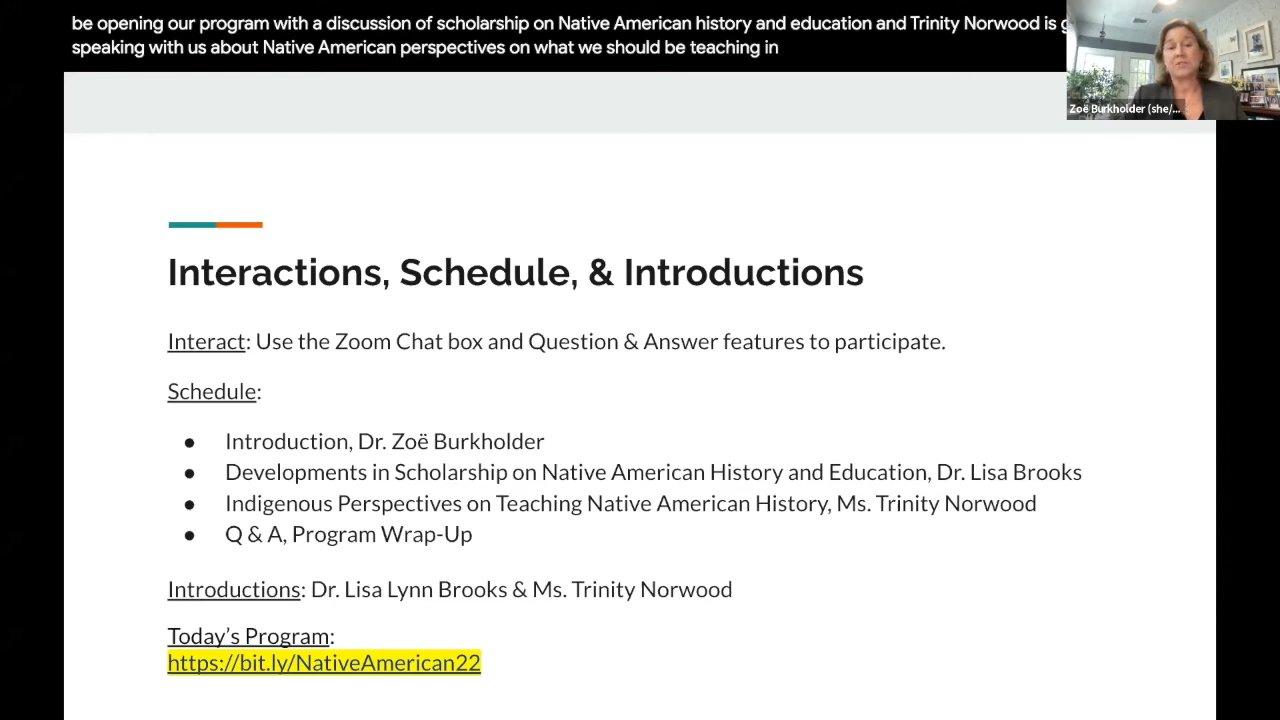 be opening our program with a discussion of scholarship on Native American history and education and Trinity Norwood is
speaking with us about Native American perspectives on what we should be teaching in
Zoë Burkholder (she/...
Interactions, Schedule, & Introductions
Interact: Use the Zoom Chat box and Question & Answer features to participate.
Schedule:
● Introduction, Dr. Zoë Burkholder
● Developments in Scholarship on Native American History and Education, Dr. Lisa Brooks
● Indigenous Perspectives on Teaching Native American History, Ms. Trinity Norwood
● Q & A, Program Wrap-Up
Introductions: Dr. Lisa Lynn Brooks & Ms. Trinity Norwood
Today's Program:
https://bit.ly/NativeAmerican22